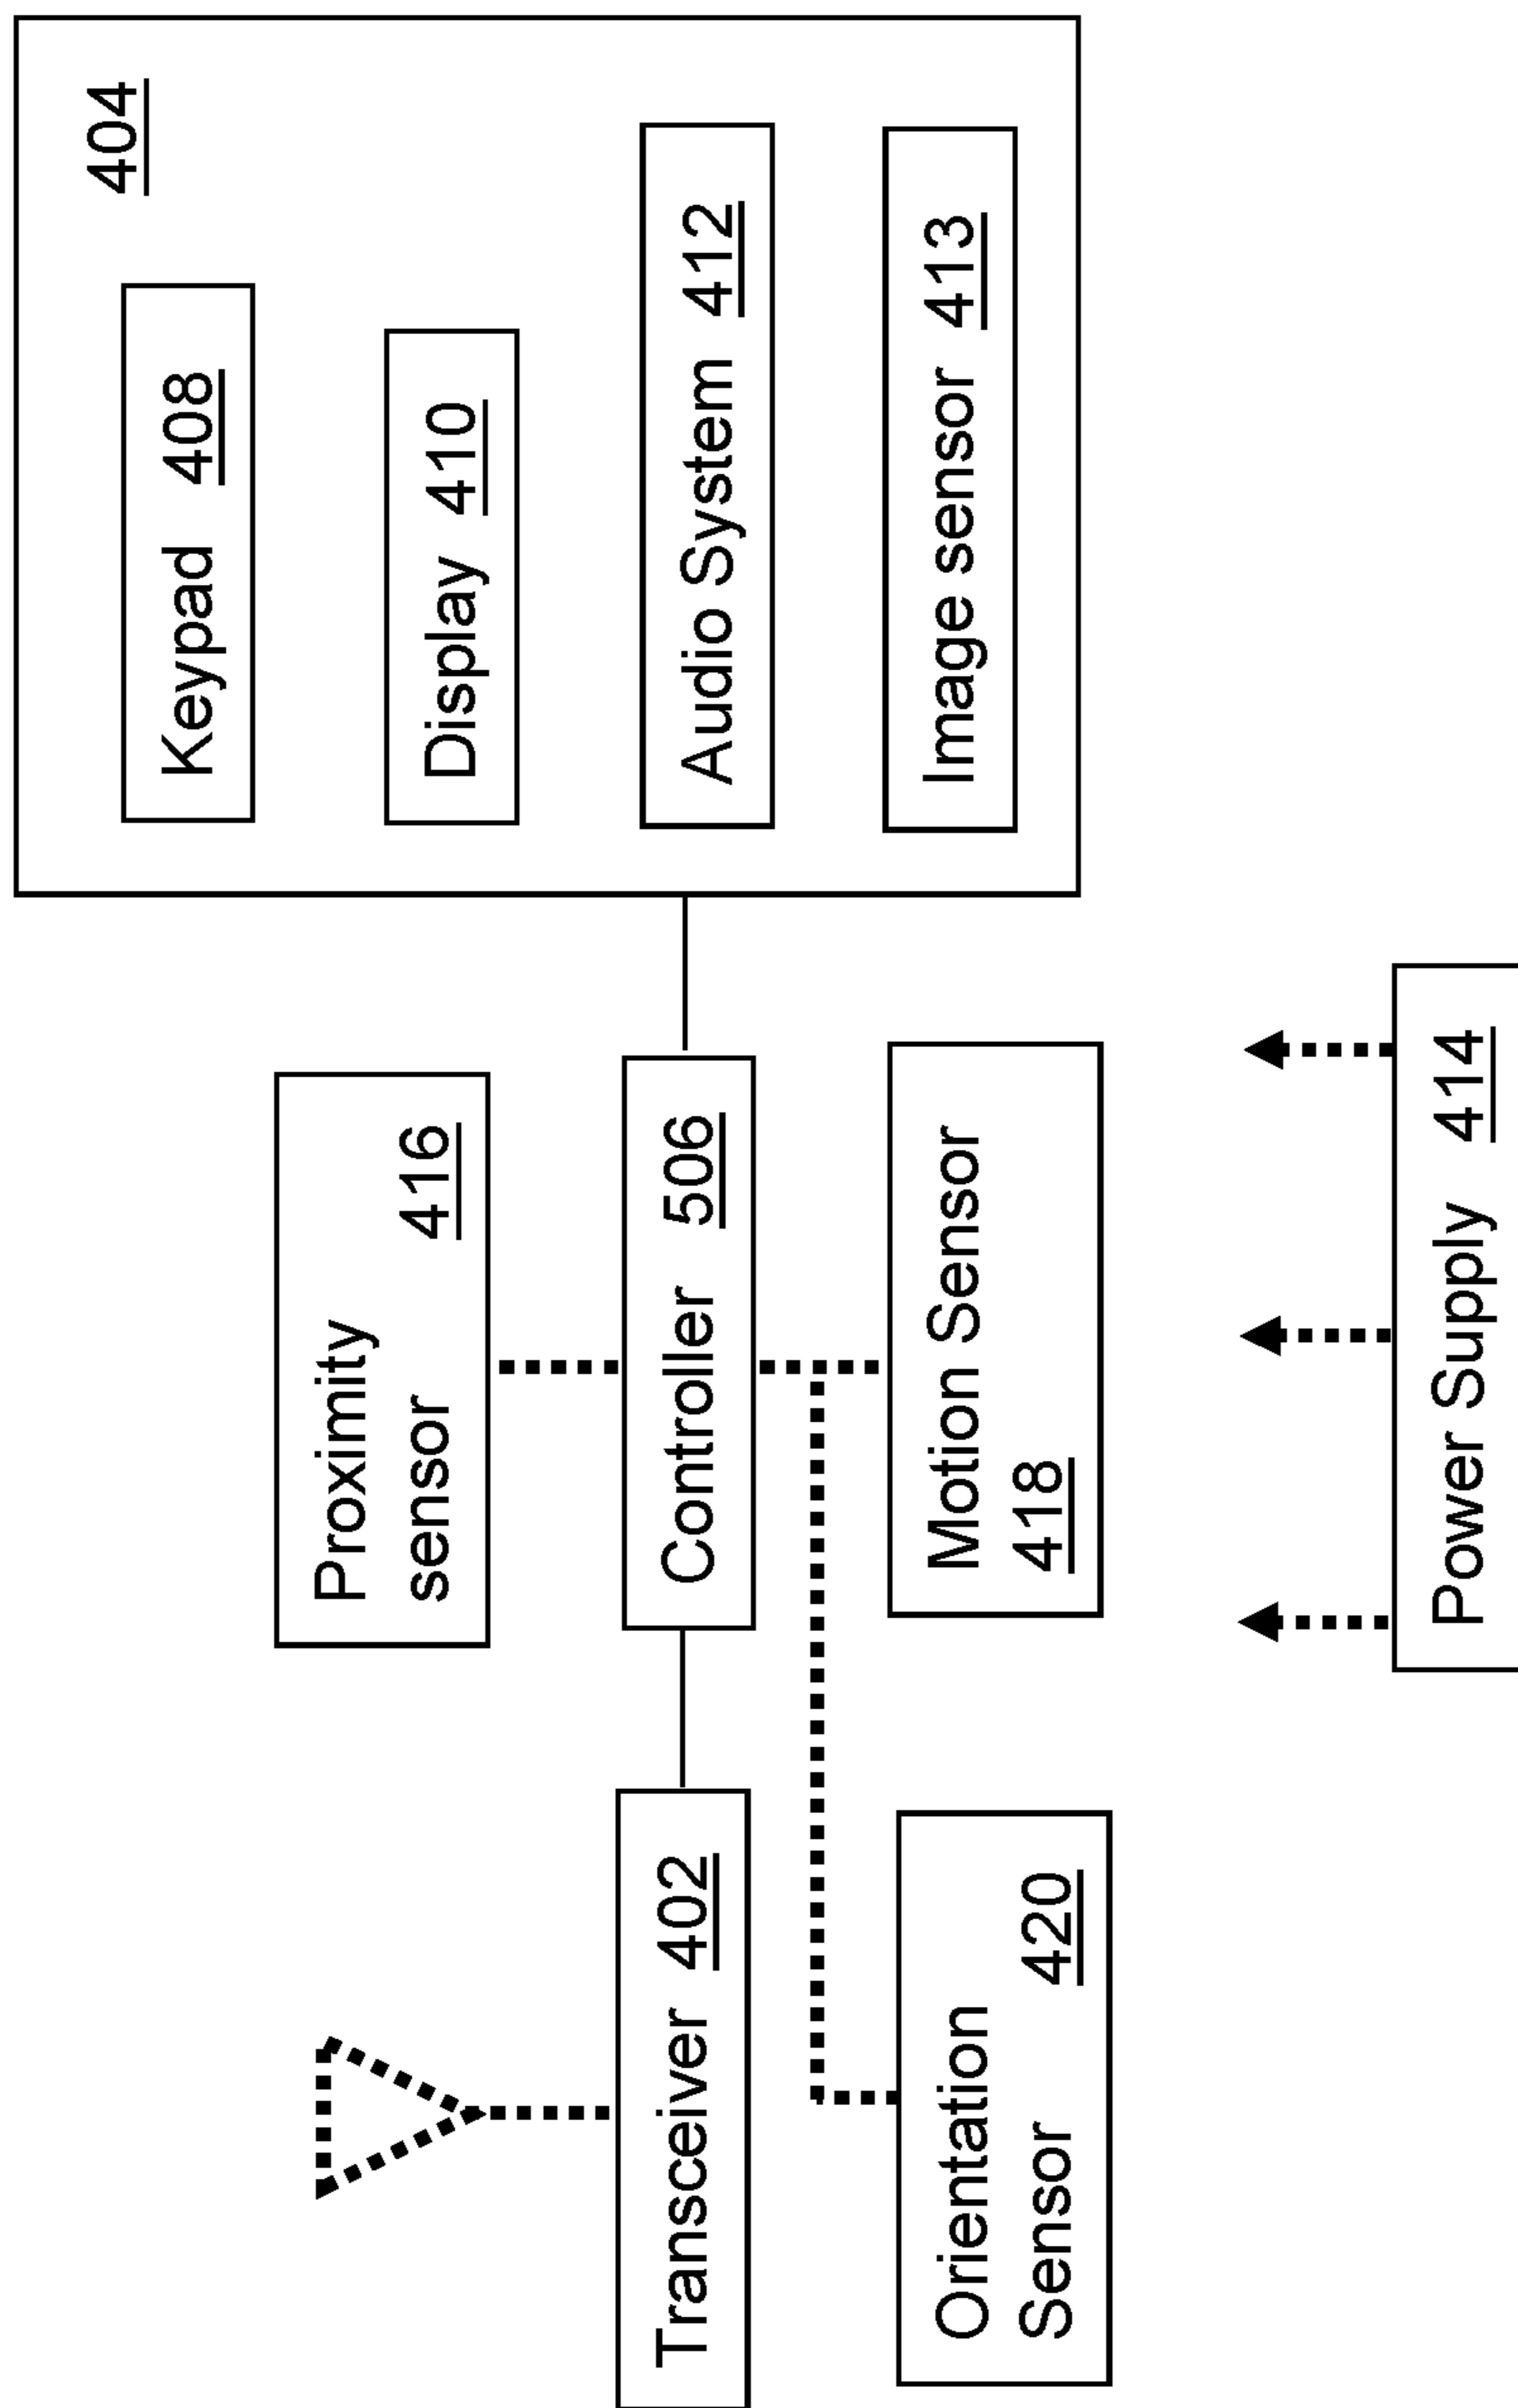 404
Keypad 408
Display 410
Audio System 412
Image sensor 413
Proximity
sensor 416
Controller 506
Motion Sensor
418
Transceiver 402
Orientation
Sensor 420
Power Supply 414